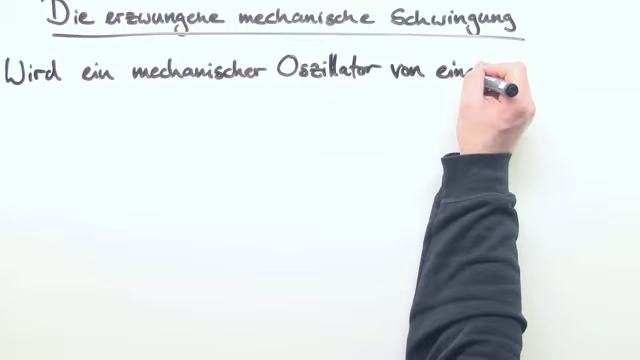 Die erzwungene mechanische Schwingung
Wird ein mechanischer Oszillator von ein